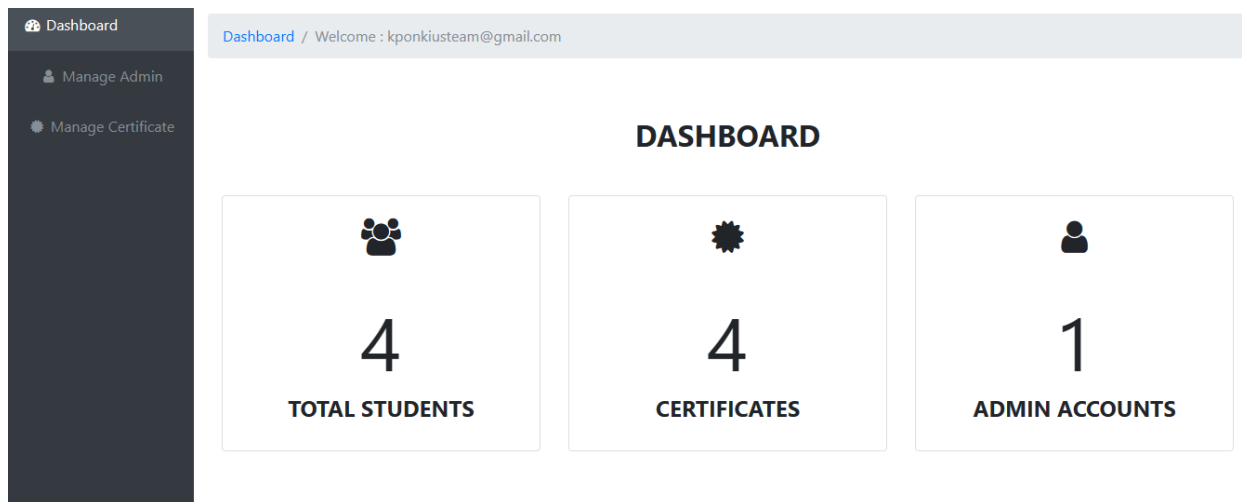 Dashboard
Manage Admin
Manage Certificate
Dashboard / Welcome : kponkiusteam@gmail.com
DASHBOARD
4
TOTAL STUDENTS
4
CERTIFICATES
1
ADMIN ACCOUNTS